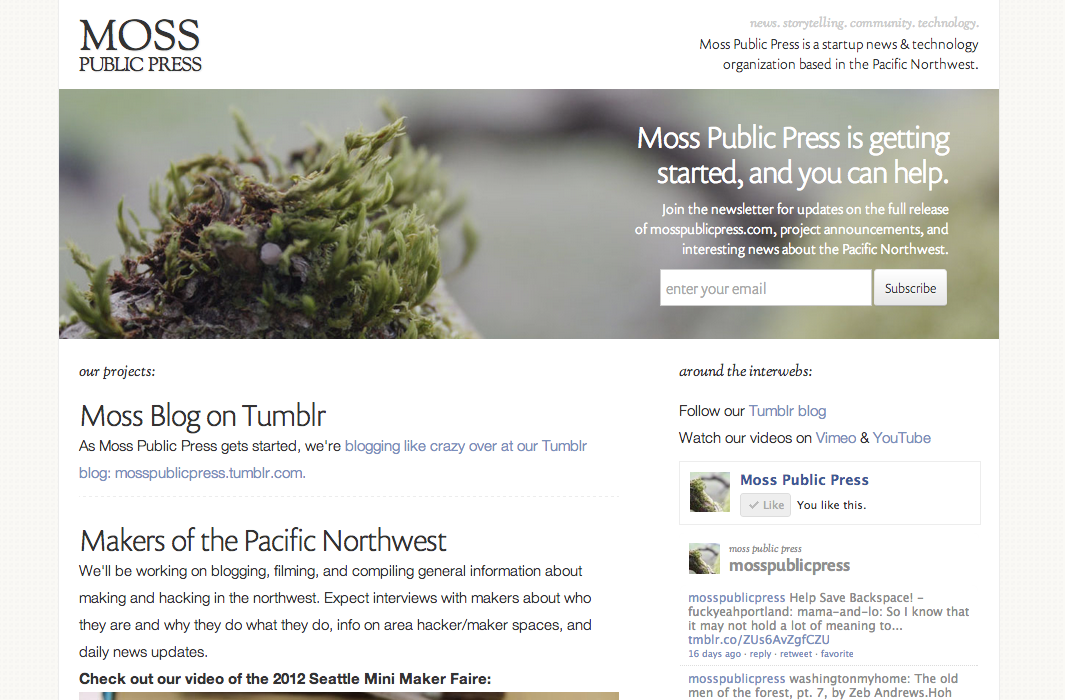 MOSS
PUBLIC PRESS
news. storytelling. community. technology.
Moss Public Press is a startup news & technology
organization based in the Pacific Northwest.
Moss Public Press is getting
started, and you can help.
Join the newsletter for updates on the full release
of mosspublicpress.com, project announcements, and
interesting news about the Pacific Northwest.
enter your email
Subscribe
our projects:
Moss Blog on Tumblr
As Moss Public Press gets started, we're blogging like crazy over at our Tumblr
blog: mosspublicpress.tumblr.com.
Makers of the Pacific Northwest
We'll be working on blogging, filming, and compiling general information about
making and hacking in the northwest. Expect interviews with makers about who
they are and why they do what they do, info on area hacker/maker spaces, and
daily news updates.
Check out our video of the 2012 Seattle Mini Maker Faire:
around the interwebs:
Follow our Tumblr blog
Watch our videos on Vimeo & YouTube
Moss Public Press
Like You like this.
moss public press
mosspublicpress
mosspublicpress Help Save Backspace! -
fuckyeahportland: mama-and-lo: So I know that
it may not hold a lot of meaning to...
tmblr.co/ZUs6AvZgfCZU
16 days ago · reply · retweet · favorite
mosspublicpress washingtonmyhome: The old
men of the forest, pt. 7, by Zeb Andrews.Hoh